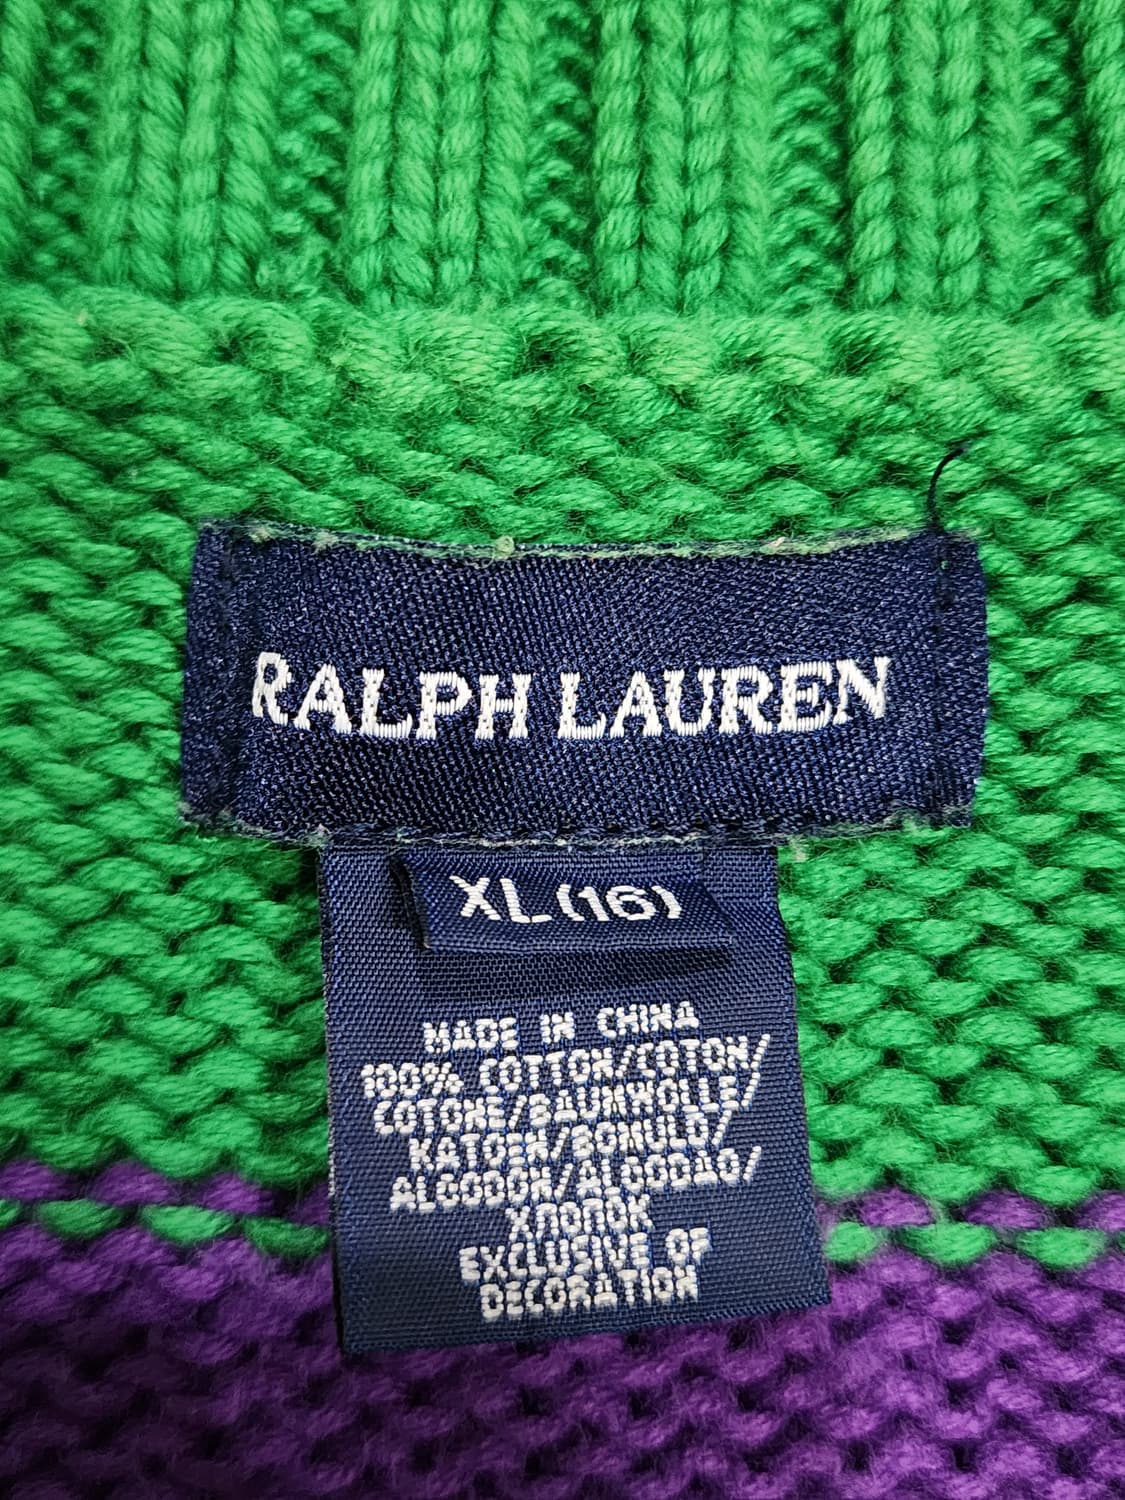 RALPH LAUREN
XL (16)
MADE IN CHINA
100% COTTON/COTON/
COTONE/BAUMWOLLE/
KATOEN/BOMULD/
ALGODON/ALGODAO/
ХЛОПОК
EXCLUSIVE OF
DECORATION